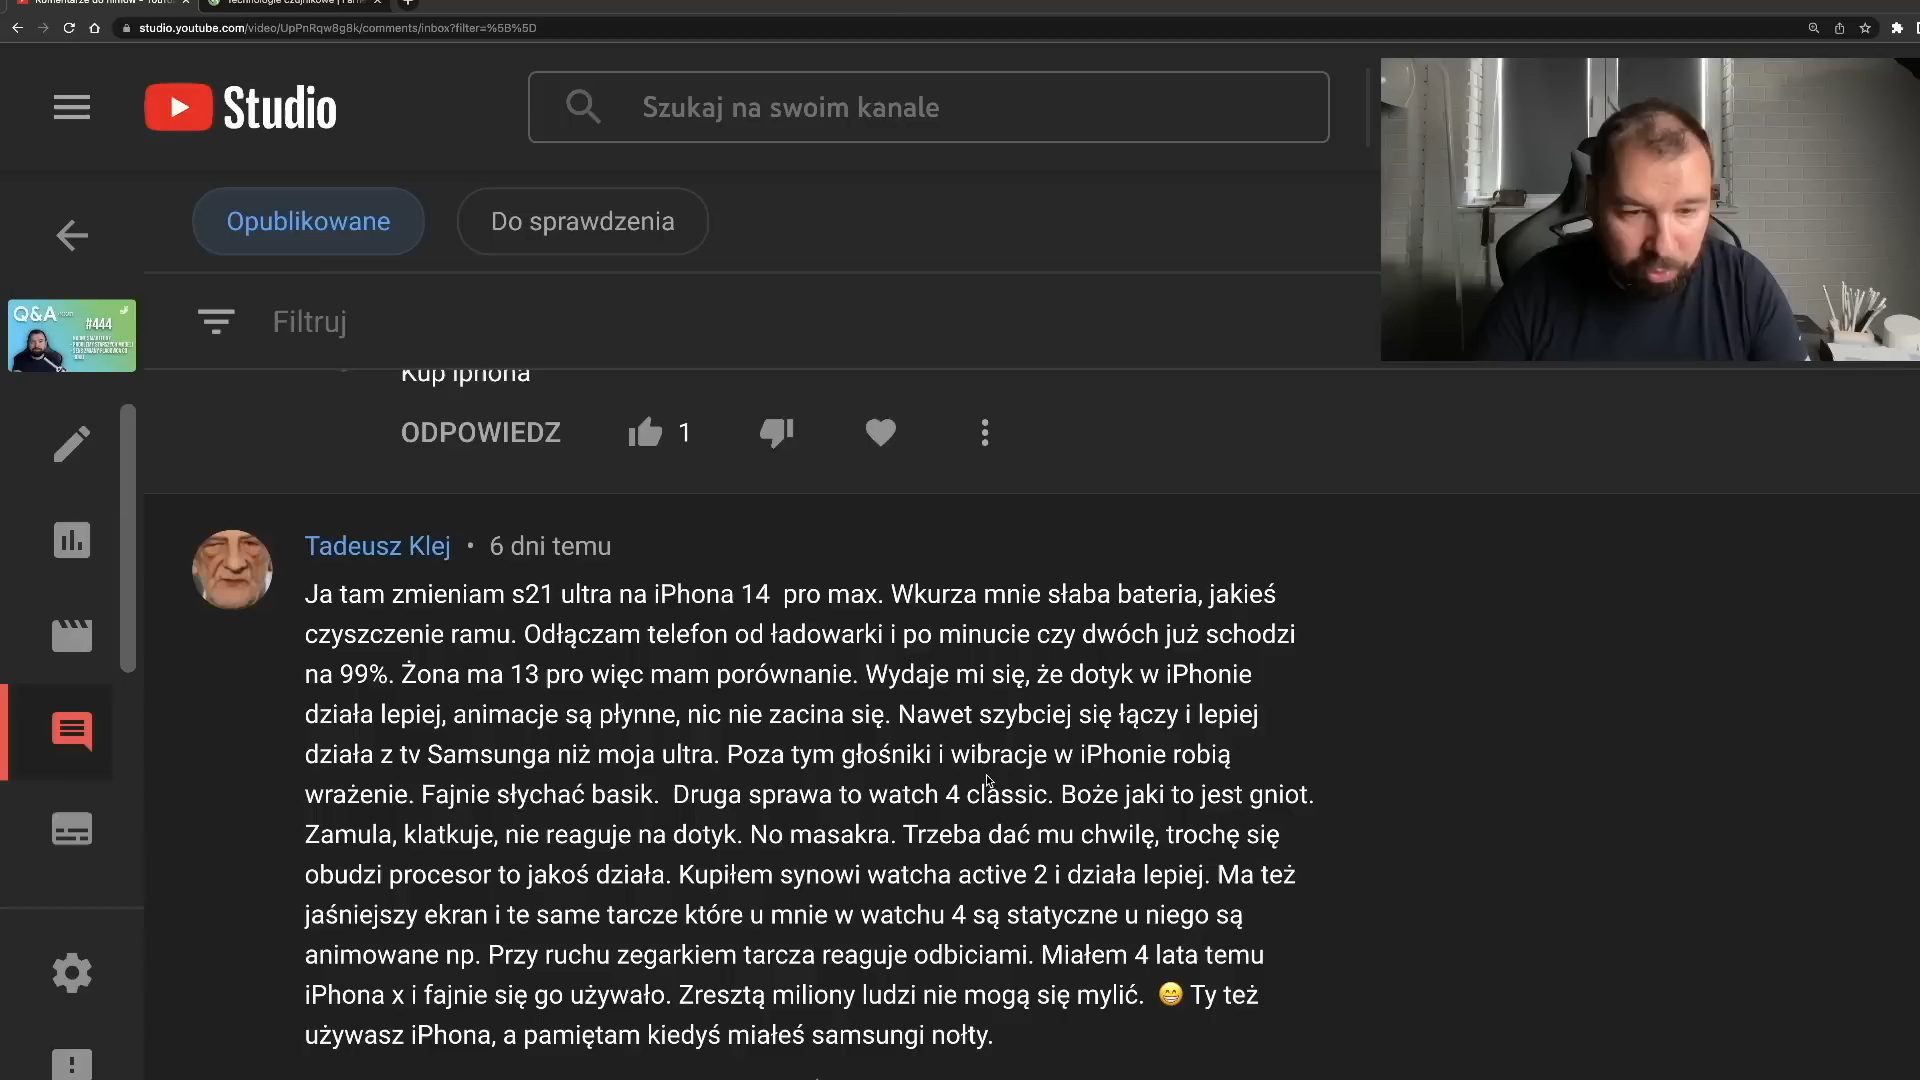 studio.youtube.com/video/UpPnRqw8g8k/comments/inbox?filter=%5B%5D
Studio
Szukaj na swoim kanale
Opublikowane
Do sprawdzenia
Q&A
#444
Filtruj
Kup iphona
ODPOWIEDZ
1
Tadeusz Klej • 6 dni temu
Ja tam zmieniam s21 ultra na iPhona 14 pro max. Wkurza mnie słaba bateria, jakieś
czyszczenie ramu. Odłączam telefon od ładowarki i po minucie czy dwóch już schodzi
na 99%. Żona ma 13 pro więc mam porównanie. Wydaje mi się, że dotyk w iPhonie
działa lepiej, animacje są płynne, nic nie zacina się. Nawet szybciej się łączy i lepiej
działa z tv Samsunga niż moja ultra. Poza tym głośniki i wibracje w iPhonie robią
wrażenie. Fajnie słychać basik. Druga sprawa to watch 4 classic. Boże jaki to jest gniot.
Zamula, klatkuje, nie reaguje na dotyk. No masakra. Trzeba dać mu chwilę, trochę się
obudzi procesor to jakoś działa. Kupiłem synowi watcha active 2 i działa lepiej. Ma też
jaśniejszy ekran i te same tarcze które u mnie w watchu 4 są statyczne u niego są
animowane np. Przy ruchu zegarkiem tarcza reaguje odbiciami. Miałem 4 lata temu
iPhona x i fajnie się go używało. Zresztą miliony ludzi nie mogą się mylić. 😁 Ty też
używasz iPhona, a pamiętam kiedyś miałeś samsungi nołty.